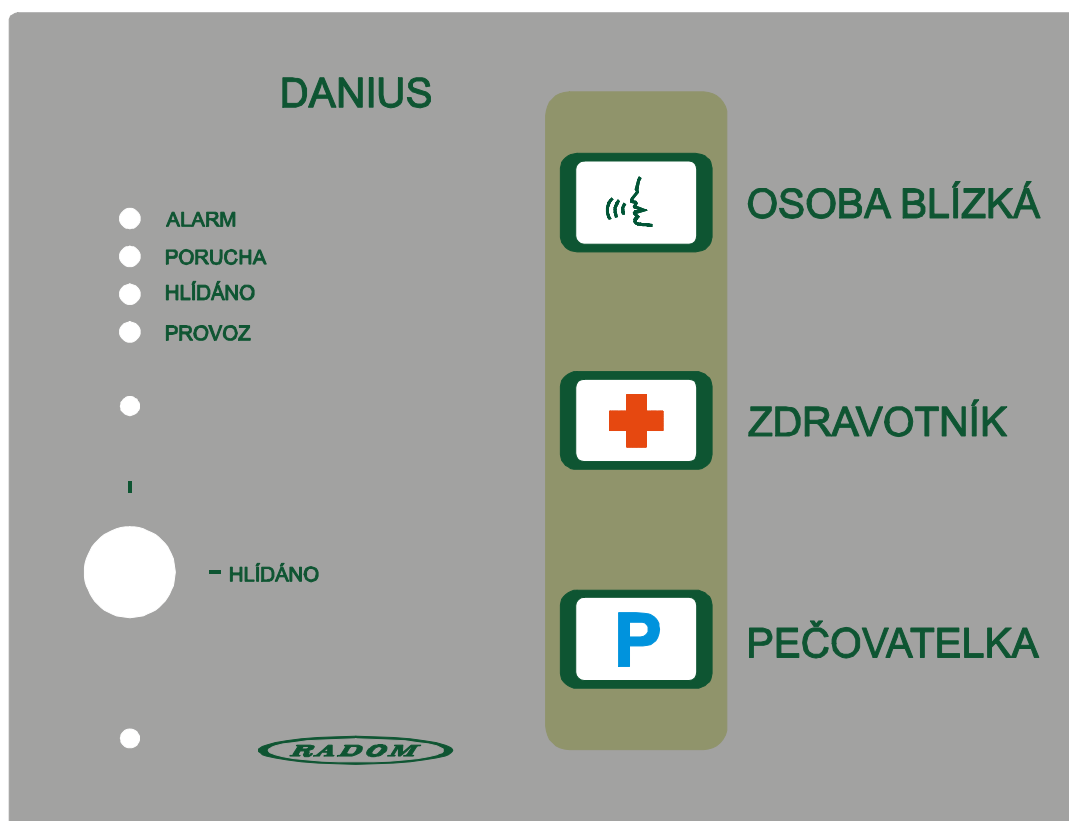 DANIUS
ALARM
PORUCHA
HLÍDÁNO
PROVOZ
HLÍDÁNO
RADOM
OSOBA BLÍZKÁ
ZDRAVOTNÍK
P
PEČOVATELKA